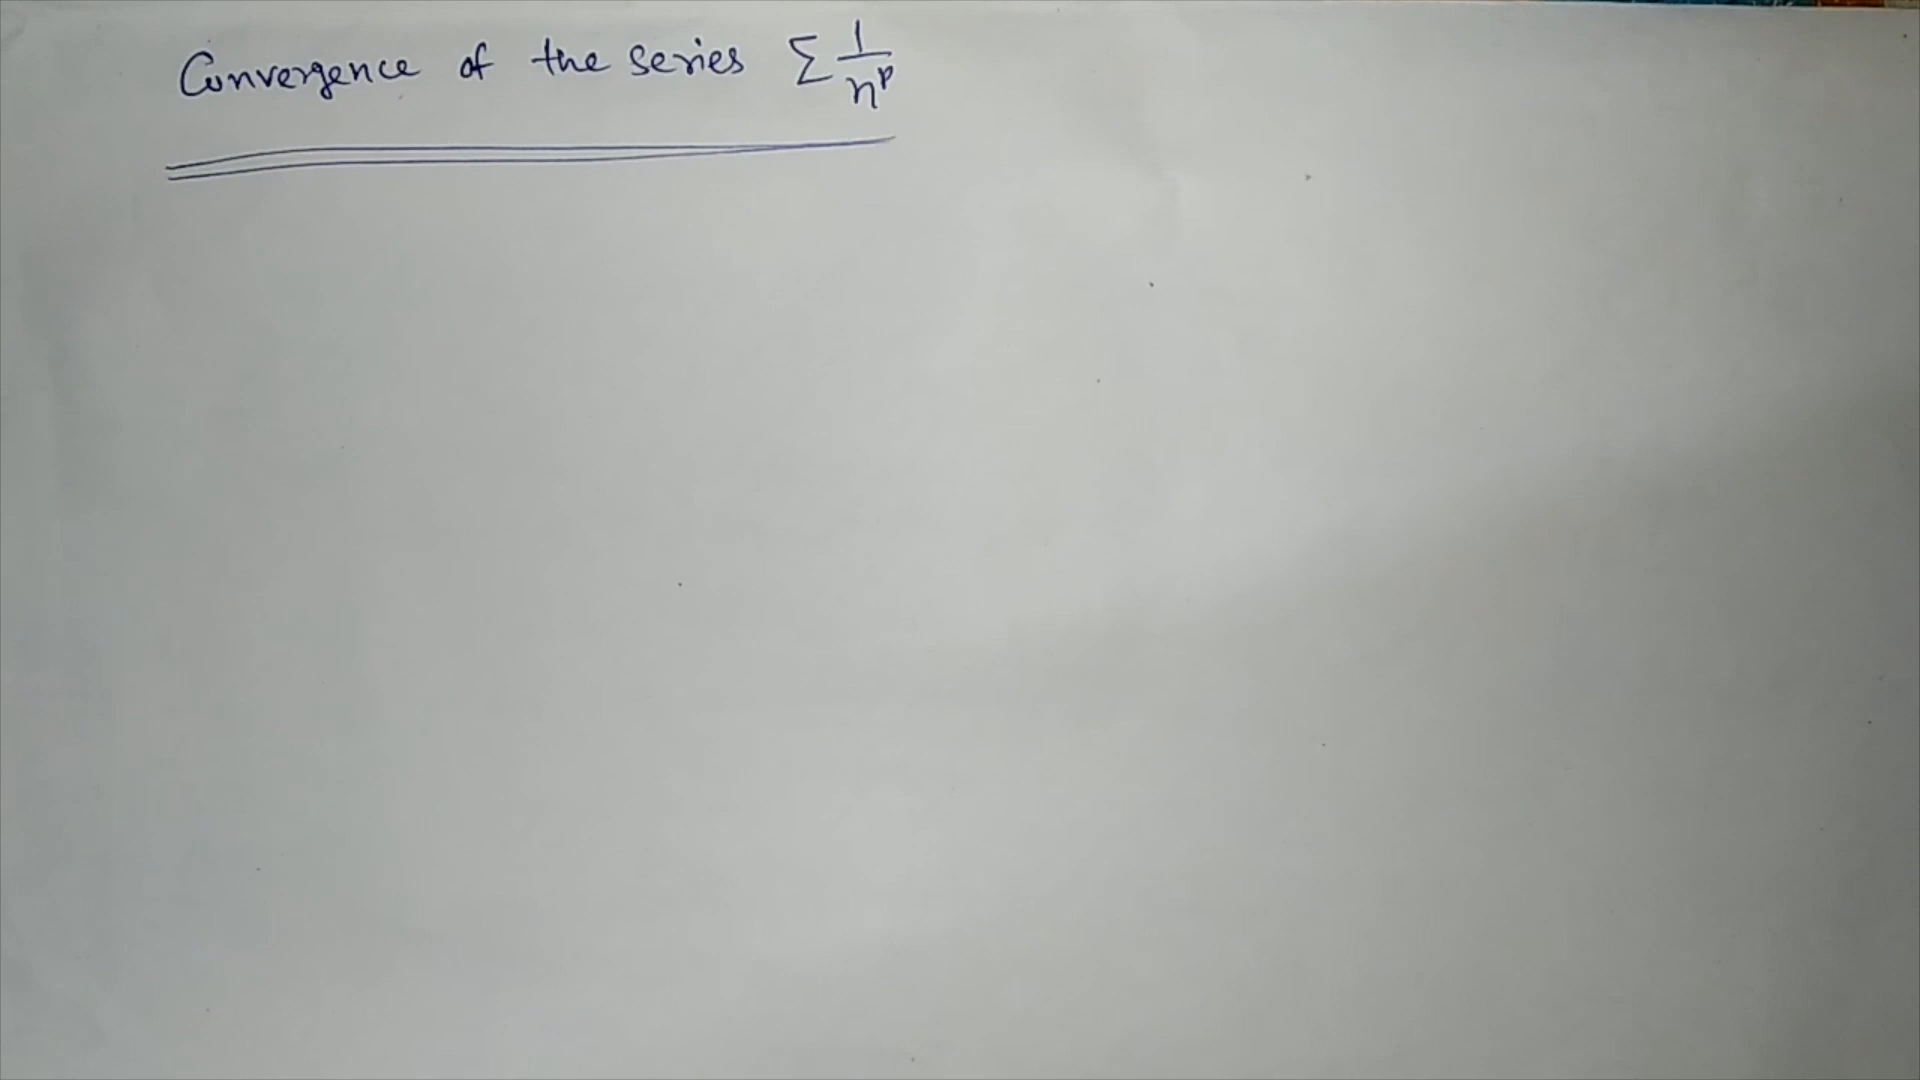 Convergence of the series ∑ 1/n^p